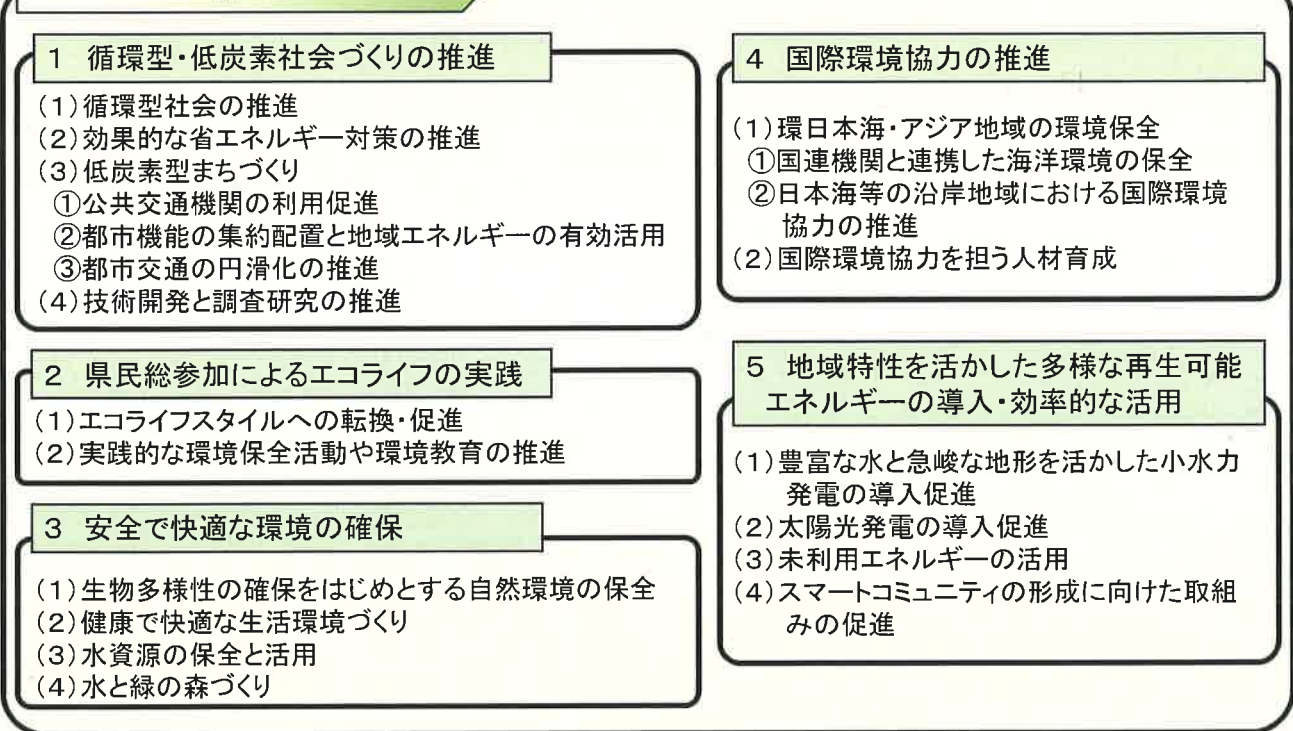 1 循環型・低炭素社会づくりの推進
(1)循環型社会の推進
(2)効果的な省エネルギー対策の推進
(3)低炭素型まちづくり
①公共交通機関の利用促進
②都市機能の集約配置と地域エネルギーの有効活用
③都市交通の円滑化の推進
(4)技術開発と調査研究の推進
2 県民総参加によるエコライフの実践
(1)エコライフスタイルへの転換・促進
(2)実践的な環境保全活動や環境教育の推進
3 安全で快適な環境の確保
(1)生物多様性の確保をはじめとする自然環境の保全
(2)健康で快適な生活環境づくり
(3)水資源の保全と活用
(4)水と緑の森づくり
4 国際環境協力の推進
(1)環日本海・アジア地域の環境保全
①国連機関と連携した海洋環境の保全
②日本海等の沿岸地域における国際環境
協力の推進
(2)国際環境協力を担う人材育成
5 地域特性を活かした多様な再生可能
エネルギーの導入・効率的な活用
(1)豊富な水と急峻な地形を活かした小水力
発電の導入促進
(2)太陽光発電の導入促進
(3)未利用エネルギーの活用
(4)スマートコミュニティの形成に向けた取組
みの促進